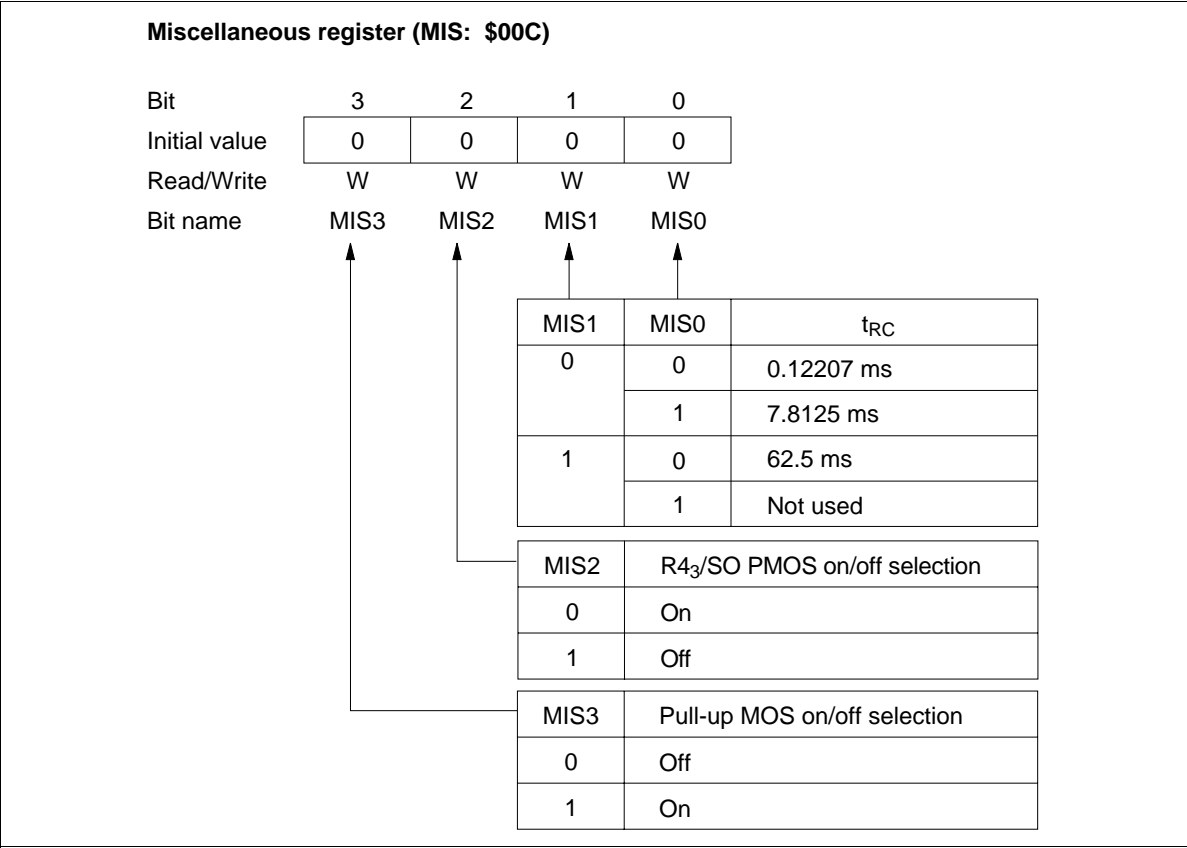 Miscellaneous register (MIS: $00C)
Bit 3 2 1 0
Initial value 0 0 0 0
Read/Write W W W W
Bit name MIS3 MIS2 MIS1 MIS0
MIS1 MIS0 tRC
0 0 0.12207 ms
1 7.8125 ms
1 0 62.5 ms
1 Not used
MIS2 R43/SO PMOS on/off selection
0 On
1 Off
MIS3 Pull-up MOS on/off selection
0 Off
1 On